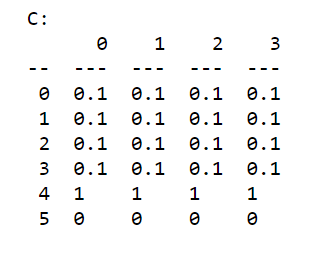 C:
      0    1    2    3
--  ---  ---  ---  ---
 0  0.1  0.1  0.1  0.1
 1  0.1  0.1  0.1  0.1
 2  0.1  0.1  0.1  0.1
 3  0.1  0.1  0.1  0.1
 4  1    1    1    1
 5  0    0    0    0